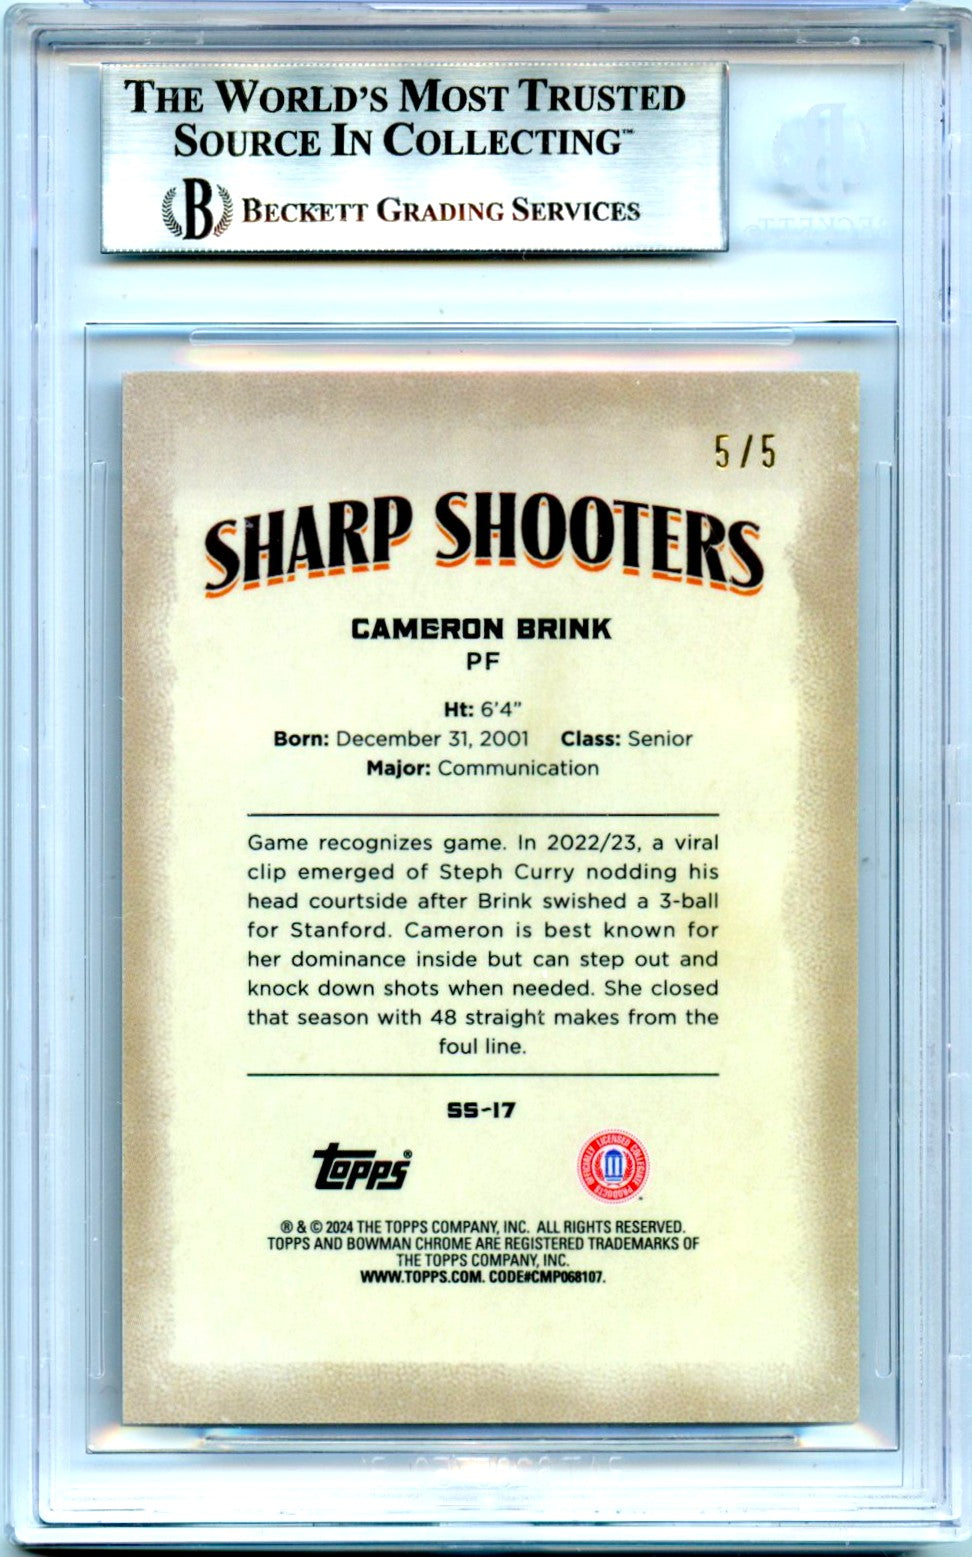 THE WORLD'S MOST TRUSTED
SOURCE IN COLLECTING™
B BECKETT GRADING SERVICES
BECKETT
5/5
SHARP SHOOTERS
CAMERON BRINK
PF
Ht: 6'4"
Born: December 31, 2001 Class: Senior
Major: Communication
Game recognizes game. In 2022/23, a viral
clip emerged of Steph Curry nodding his
head courtside after Brink swished a 3-ball
for Stanford. Cameron is best known for
her dominance inside but can step out and
knock down shots when needed. She closed
that season with 48 straight makes from the
foul line.
SS-17
Topps®
OFFICIALLY LICENSED COLLEGIATE PRODUCTS
® & © 2024 THE TOPPS COMPANY, INC. ALL RIGHTS RESERVED.
TOPPS AND BOWMAN CHROME ARE REGISTERED TRADEMARKS OF
THE TOPPS COMPANY, INC.
WWW.TOPPS.COM. CODE#CMP068107.